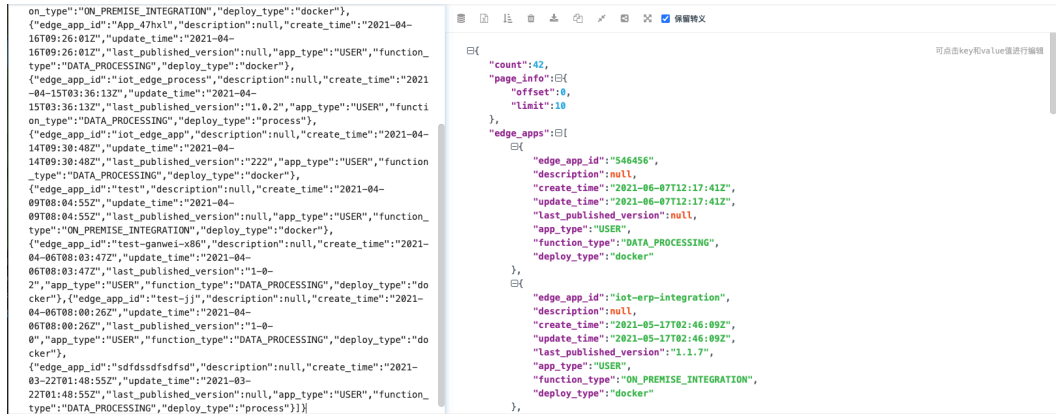 on_type":"ON_PREMISE_INTEGRATION","deploy_type":"docker"},
{"edge_app_id":"App_47hxl","description":null,"create_time":"2021-04-
16T09:26:01Z","update_time":"2021-04-
16T09:26:01Z","last_published_version":null,"app_type":"USER","function_
type":"DATA_PROCESSING","deploy_type":"docker"},
{"edge_app_id":"iot_edge_process","description":null,"create_time":"2021
-04-15T03:36:13Z","update_time":"2021-04-
15T03:36:13Z","last_published_version":"1.0.2","app_type":"USER","functi
on_type":"DATA_PROCESSING","deploy_type":"process"},
{"edge_app_id":"iot_edge_app","description":null,"create_time":"2021-04-
14T09:30:48Z","update_time":"2021-04-
14T09:30:48Z","last_published_version":"222","app_type":"USER","function
_type":"DATA_PROCESSING","deploy_type":"docker"},
{"edge_app_id":"test","description":null,"create_time":"2021-04-
09T08:04:55Z","update_time":"2021-04-
09T08:04:55Z","last_published_version":null,"app_type":"USER","function_
type":"ON_PREMISE_INTEGRATION","deploy_type":"docker"},
{"edge_app_id":"test-ganwei-x86","description":null,"create_time":"2021-
04-06T08:03:47Z","update_time":"2021-04-
06T08:03:47Z","last_published_version":"1-0-
2","app_type":"USER","function_type":"DATA_PROCESSING","deploy_type":"do
cker"},{"edge_app_id":"test-jj","description":null,"create_time":"2021-
04-06T08:00:26Z","update_time":"2021-04-
06T08:00:26Z","last_published_version":"1-0-
0","app_type":"USER","function_type":"DATA_PROCESSING","deploy_type":"do
cker"},
{"edge_app_id":"sdfdssdfsdfsd","description":null,"create_time":"2021-
03-22T01:48:55Z","update_time":"2021-03-
22T01:48:55Z","last_published_version":null,"app_type":"USER","function_
type":"DATA_PROCESSING","deploy_type":"process"}]}
保留转义
可点击key和value值进行编辑
{
"count":42,
"page_info":{
"offset":0,
"limit":10
},
"edge_apps":[
{
"edge_app_id":"546456",
"description":null,
"create_time":"2021-06-07T12:17:41Z",
"update_time":"2021-06-07T12:17:41Z",
"last_published_version":null,
"app_type":"USER",
"function_type":"DATA_PROCESSING",
"deploy_type":"docker"
},
{
"edge_app_id":"iot-erp-integration",
"description":null,
"create_time":"2021-05-17T02:46:09Z",
"update_time":"2021-05-17T02:46:09Z",
"last_published_version":"1.1.7",
"app_type":"USER",
"function_type":"ON_PREMISE_INTEGRATION",
"deploy_type":"docker"
},